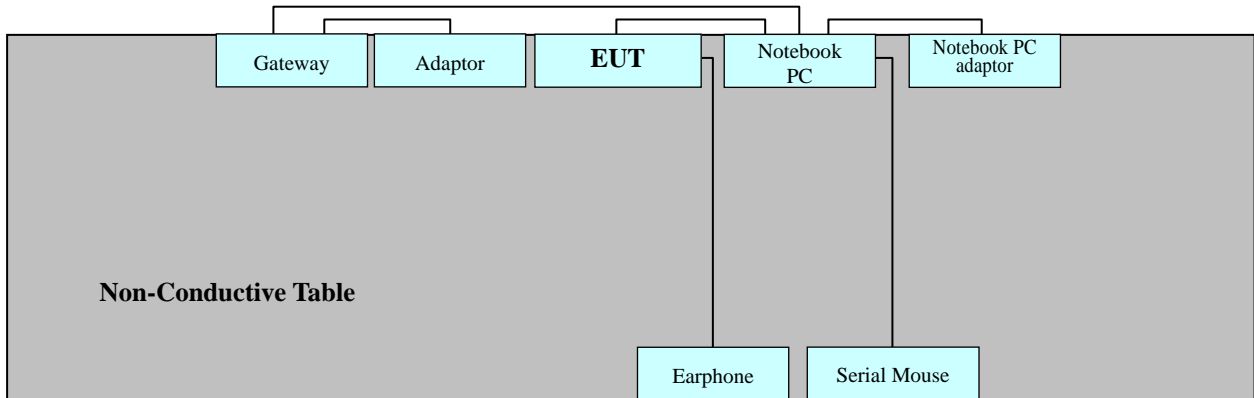 Gateway
Adaptor
EUT
Notebook
PC
Notebook PC
adaptor
Non-Conductive Table
Earphone
Serial Mouse